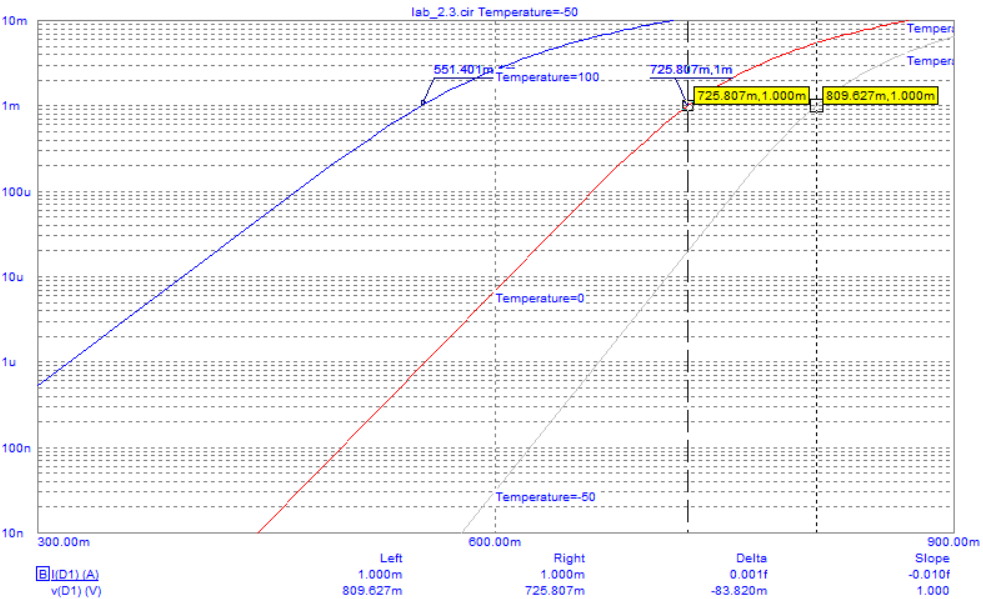 lab_2.3.cir Temperature=-50
10m
Temper
551.401m
Temperature=100
725.807m,1m
Temper
725.807m,1.000m
809.627m,1.000m
1m
100u
10u
Temperature=0
1u
100n
Temperature=-50
10n
300.00m 600.00m 900.00m
Left Right Delta Slope
B I(D1) (A) 1.000m 1.000m 0.001f -0.010f
v(D1) (V) 809.627m 725.807m -83.820m 1.000